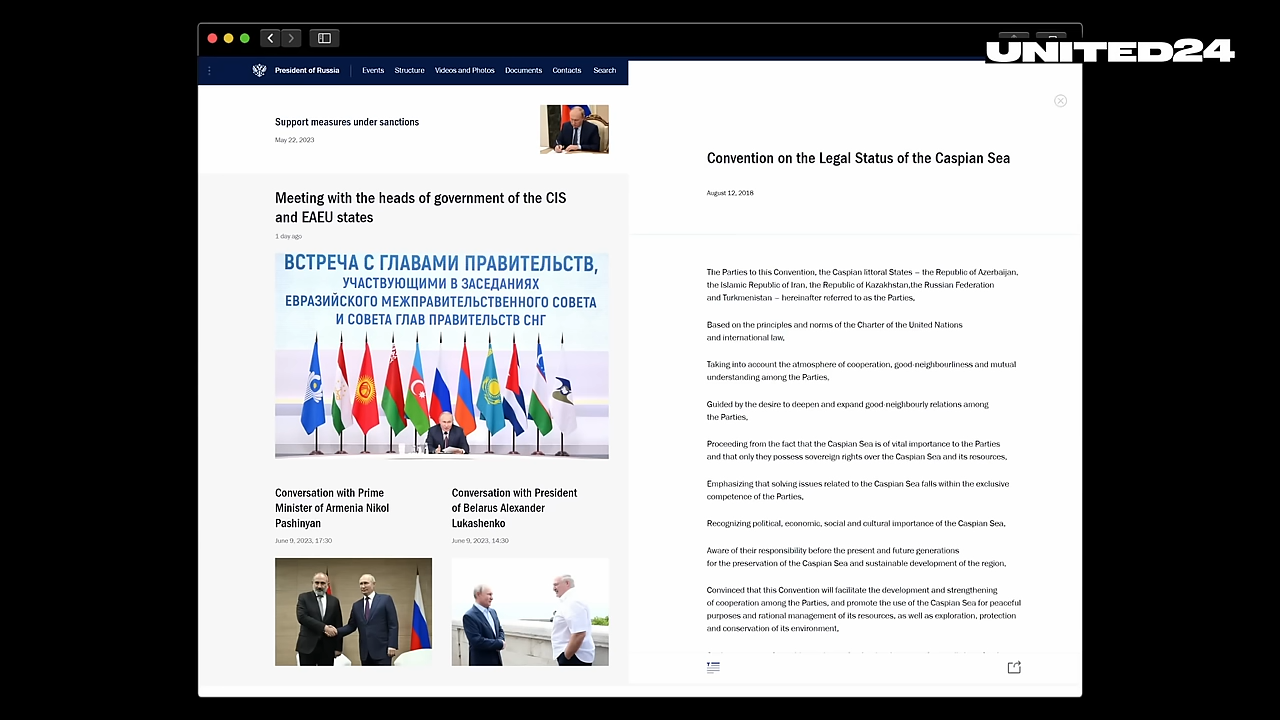 UNITED24
President of Russia
Events
Structure
Videos and Photos
Documents
Contacts
Search
Support measures under sanctions
May 22, 2023
Meeting with the heads of government of the CIS
and EAEU states
1 day ago
ВСТРЕЧА С ГЛАВАМИ ПРАВИТЕЛЬСТВ,
УЧАСТВУЮЩИМИ В ЗАСЕДАНИЯХ
ЕВРАЗИЙСКОГО МЕЖПРАВИТЕЛЬСТВЕННОГО СОВЕТА
И СОВЕТА ГЛАВ ПРАВИТЕЛЬСТВ СНГ
Conversation with Prime
Minister of Armenia Nikol
Pashinyan
June 9, 2023, 17:30
Conversation with President
of Belarus Alexander
Lukashenko
June 9, 2023, 14:30
Convention on the Legal Status of the Caspian Sea
August 12, 2018
The Parties to this Convention, the Caspian littoral States – the Republic of Azerbaijan,
the Islamic Republic of Iran, the Republic of Kazakhstan,the Russian Federation
and Turkmenistan – hereinafter referred to as the Parties,
Based on the principles and norms of the Charter of the United Nations
and international law,
Taking into account the atmosphere of cooperation, good-neighbourliness and mutual
understanding among the Parties,
Guided by the desire to deepen and expand good-neighbourly relations among
the Parties,
Proceeding from the fact that the Caspian Sea is of vital importance to the Parties
and that only they possess sovereign rights over the Caspian Sea and its resources,
Emphasizing that solving issues related to the Caspian Sea falls within the exclusive
competence of the Parties,
Recognizing political, economic, social and cultural importance of the Caspian Sea,
Aware of their responsibility before the present and future generations
for the preservation of the Caspian Sea and sustainable development of the region,
Convinced that this Convention will facilitate the development and strengthening
of cooperation among the Parties, and promote the use of the Caspian Sea for peaceful
purposes and rational management of its resources, as well as exploration, protection
and conservation of its environment,